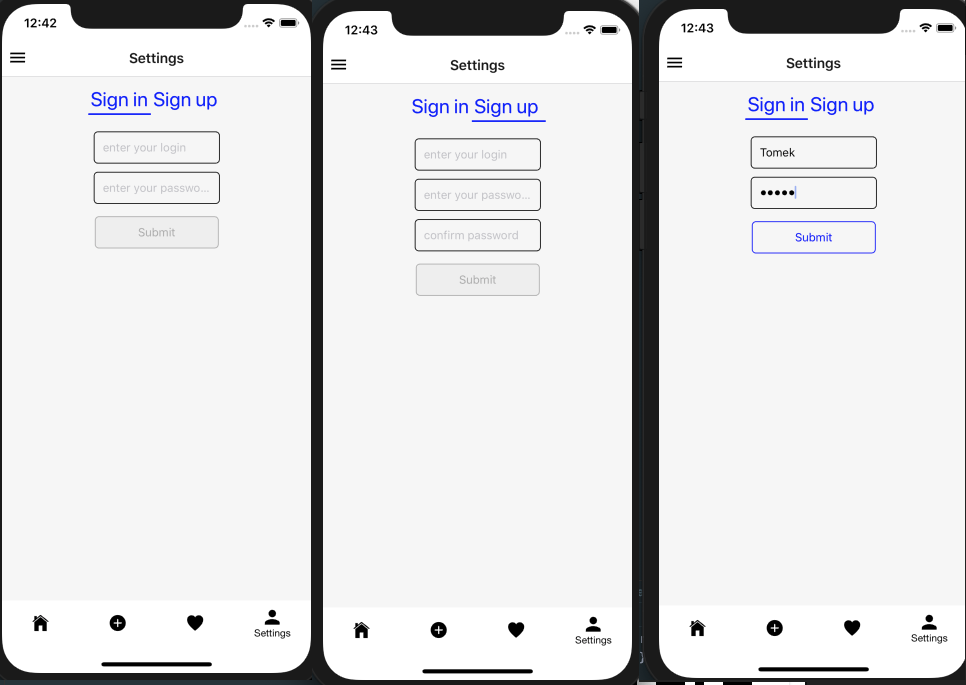 12:42
Settings
Sign in Sign up
enter your login
enter your passwo...
Submit
Settings
12:43
Settings
Sign in Sign up
enter your login
enter your passwo...
confirm password
Submit
Settings
12:43
Settings
Sign in Sign up
Tomek
•••••
Submit
Settings